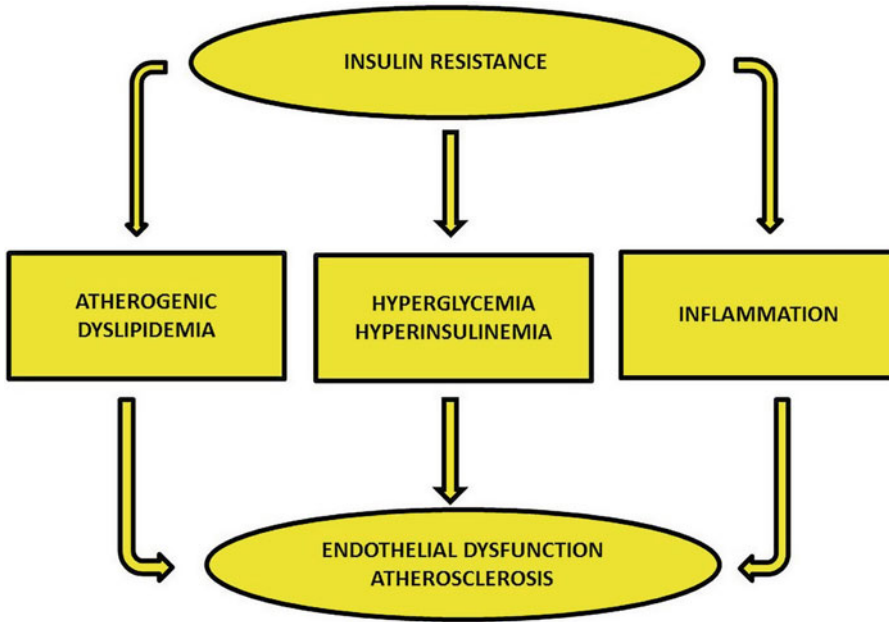 INSULIN RESISTANCE
ATHEROGENIC
DYSLIPIDEMIA
HYPERGLYCEMIA
HYPERINSULINEMIA
INFLAMMATION
ENDOTHELIAL DYSFUNCTION
ATHEROSCLEROSIS